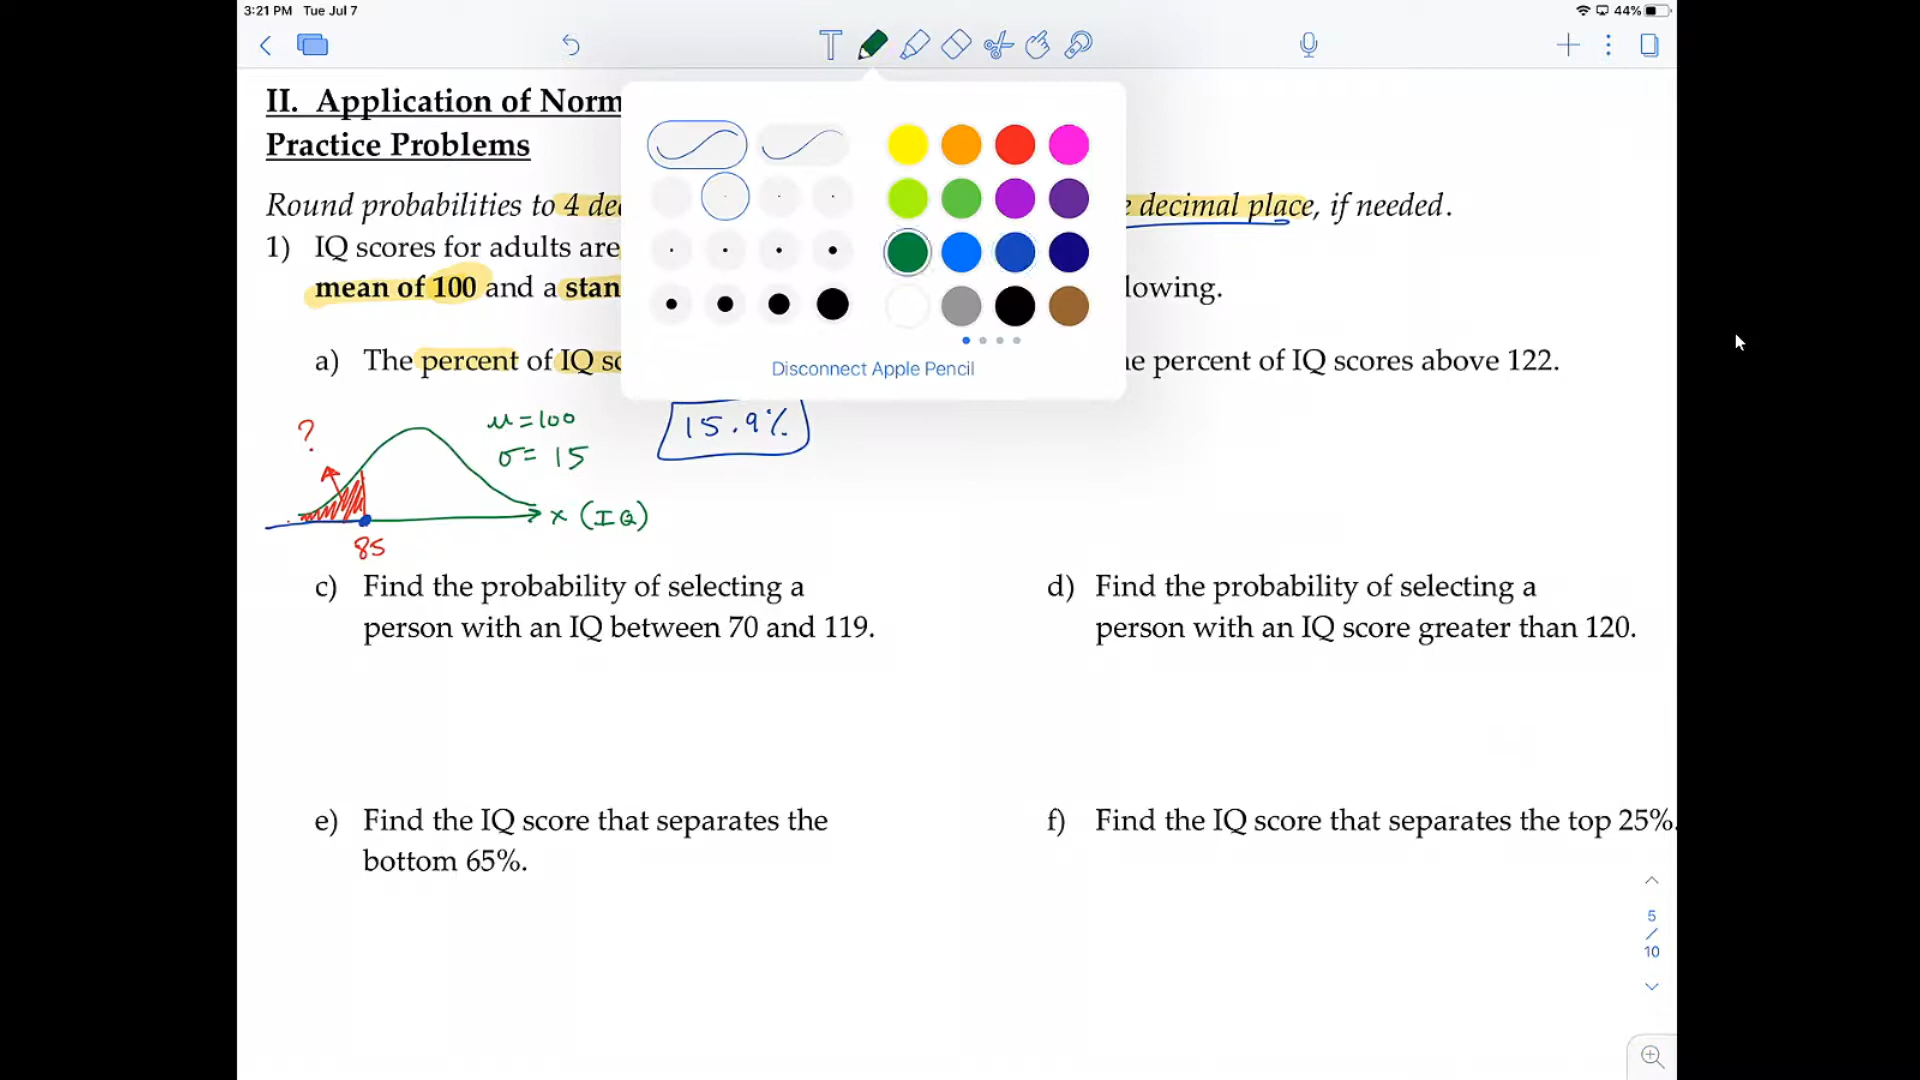 3:21 PM Tue Jul 7
44%
T
II. Application of Norm
Practice Problems
Round probabilities to 4 dec
decimal place, if needed.
1) IQ scores for adults are
mean of 100 and a stan
lowing.
a) The percent of IQ sc
e percent of IQ scores above 122.
Disconnect Apple Pencil
?
μ = 100
σ = 15
15.9%
x (IQ)
85
c) Find the probability of selecting a
person with an IQ between 70 and 119.
d) Find the probability of selecting a
person with an IQ score greater than 120.
e) Find the IQ score that separates the
bottom 65%.
f) Find the IQ score that separates the top 25%.
5
/
10